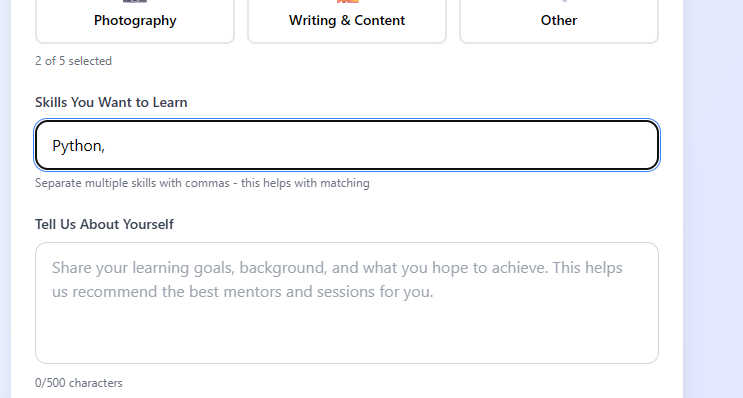 Photography
Writing & Content
Other
2 of 5 selected
Skills You Want to Learn
Python,
Separate multiple skills with commas - this helps with matching
Tell Us About Yourself
Share your learning goals, background, and what you hope to achieve. This helps
us recommend the best mentors and sessions for you.
0/500 characters